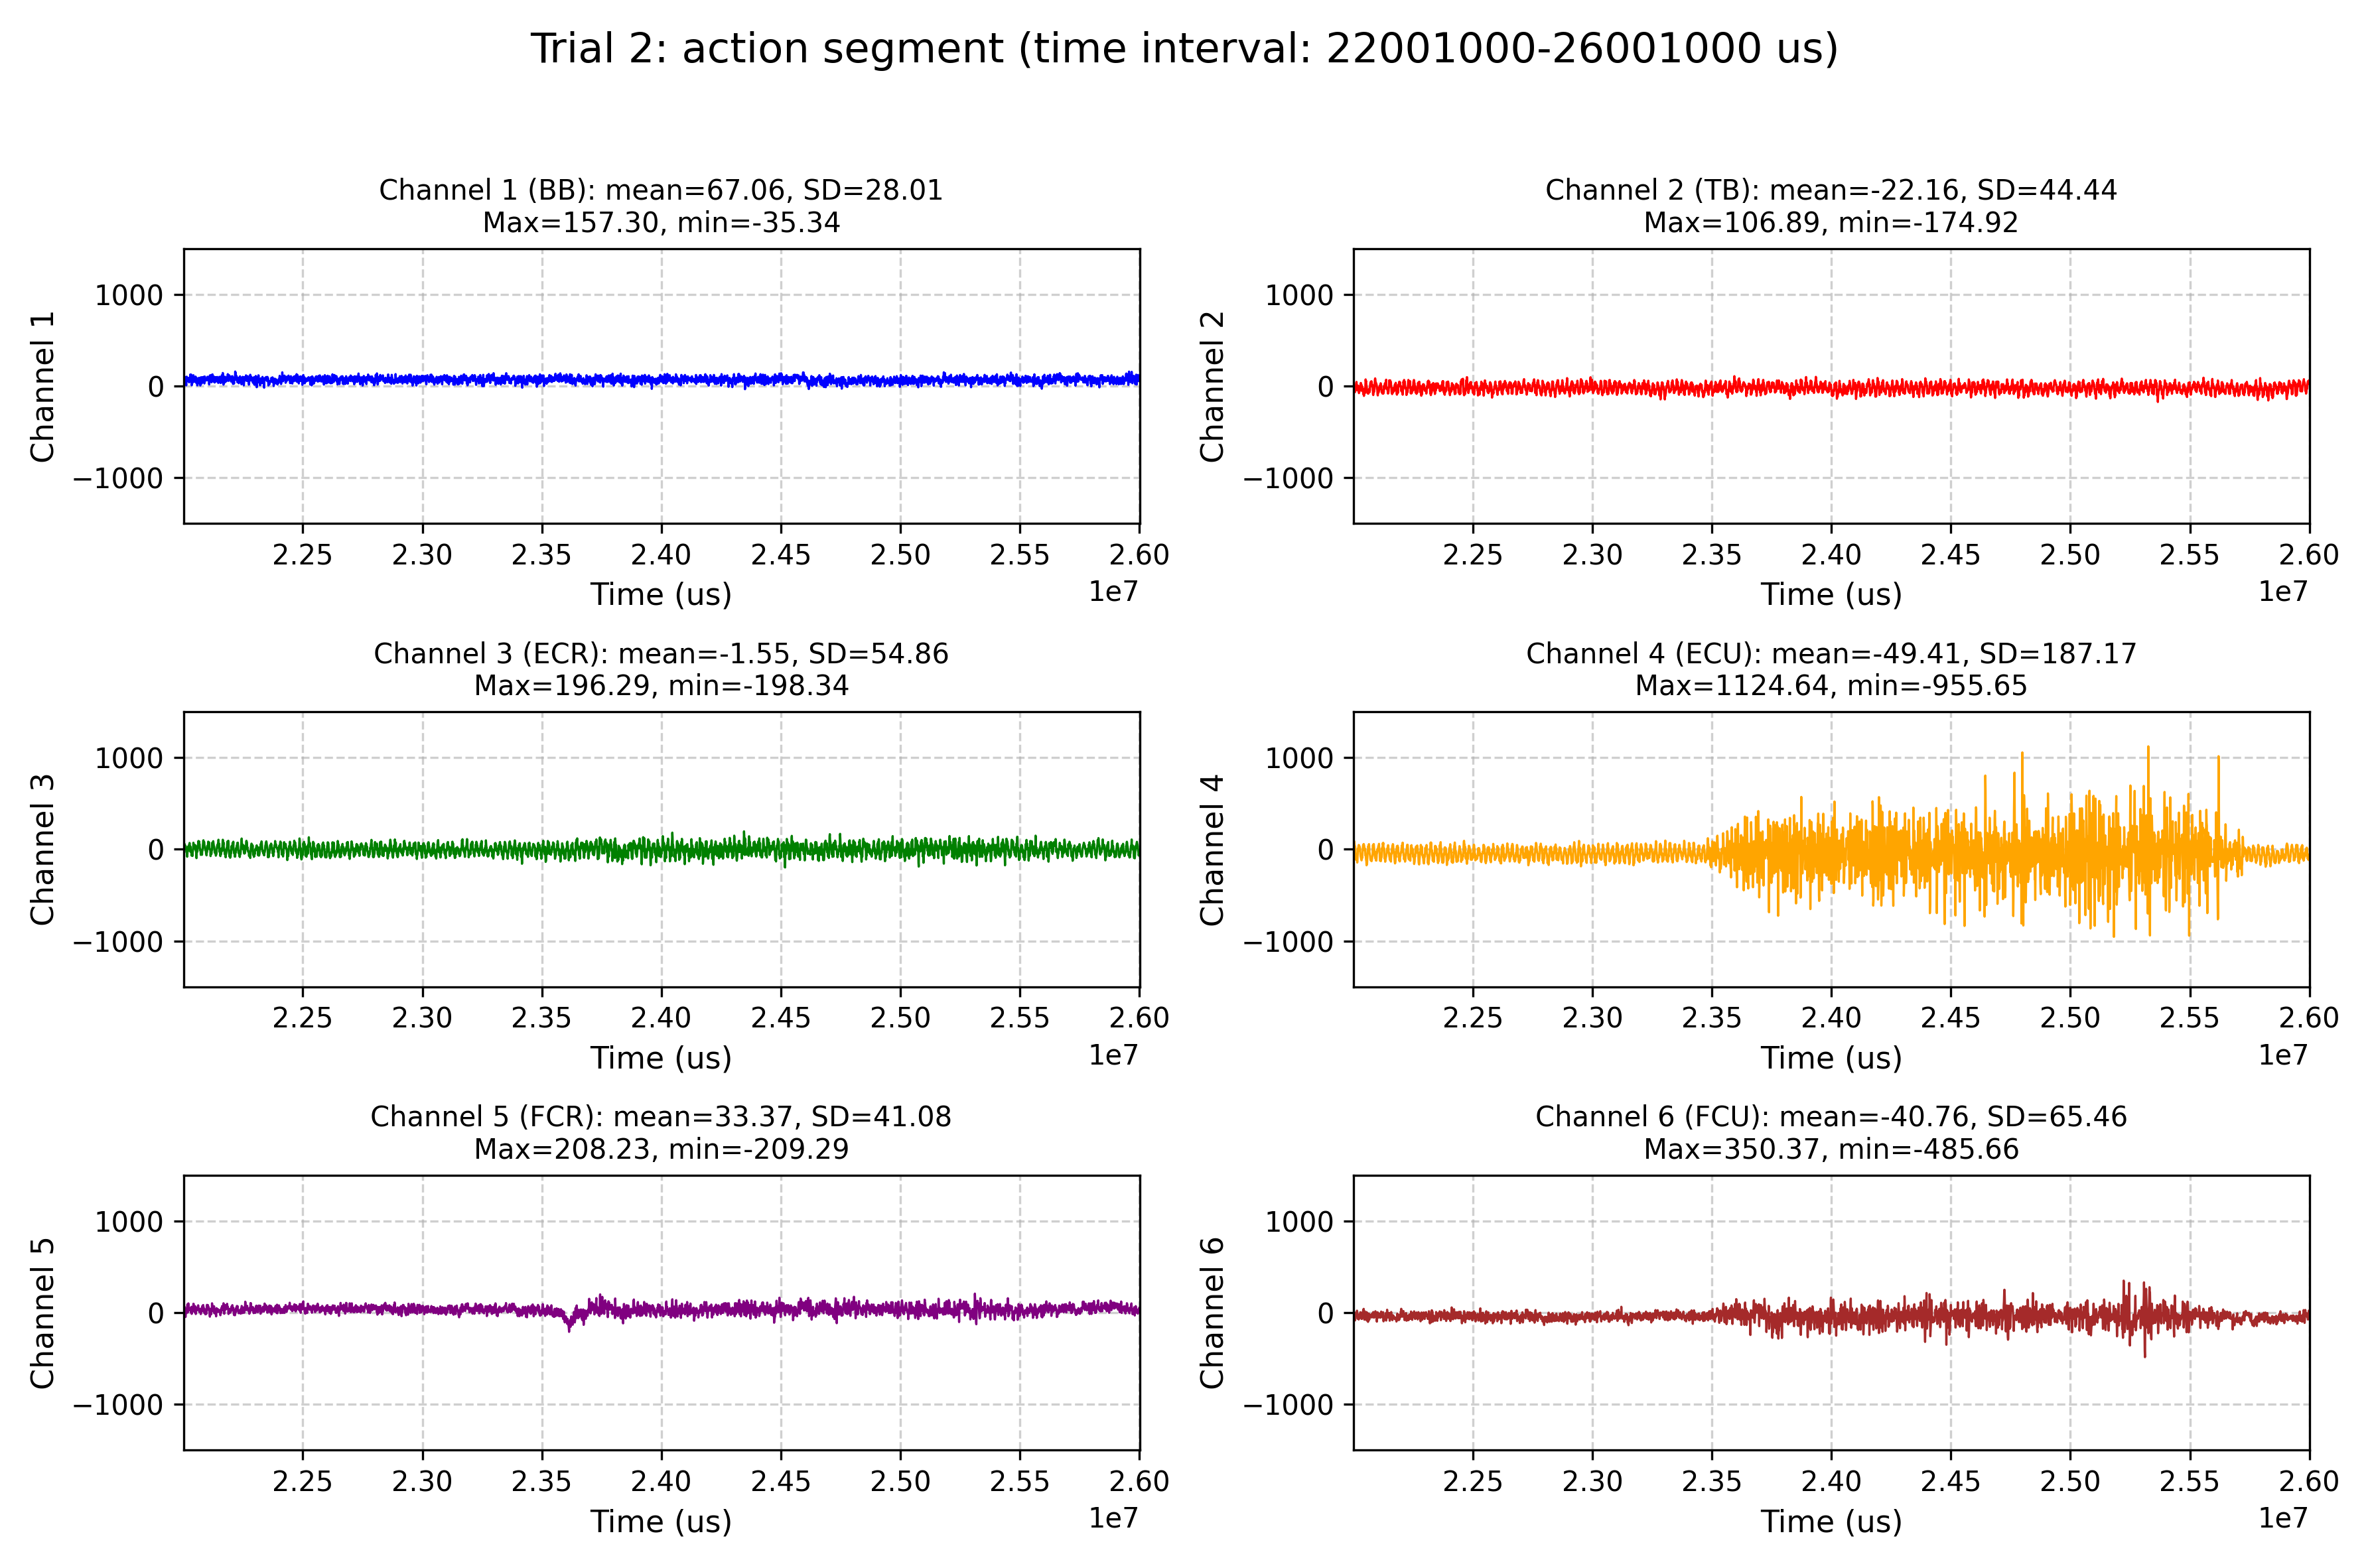 Trial 2: action segment (time interval: 22001000-26001000 us)
Channel 1 (BB): mean=67.06, SD=28.01
Max=157.30, min=-35.34
Channel 1
1000
0
−1000
2.25 2.30 2.35 2.40 2.45 2.50 2.55 2.60
Time (us)
1e7
Channel 2 (TB): mean=-22.16, SD=44.44
Max=106.89, min=-174.92
Channel 2
1000
0
−1000
2.25 2.30 2.35 2.40 2.45 2.50 2.55 2.60
Time (us)
1e7
Channel 3 (ECR): mean=-1.55, SD=54.86
Max=196.29, min=-198.34
Channel 3
1000
0
−1000
2.25 2.30 2.35 2.40 2.45 2.50 2.55 2.60
Time (us)
1e7
Channel 4 (ECU): mean=-49.41, SD=187.17
Max=1124.64, min=-955.65
Channel 4
1000
0
−1000
2.25 2.30 2.35 2.40 2.45 2.50 2.55 2.60
Time (us)
1e7
Channel 5 (FCR): mean=33.37, SD=41.08
Max=208.23, min=-209.29
Channel 5
1000
0
−1000
2.25 2.30 2.35 2.40 2.45 2.50 2.55 2.60
Time (us)
1e7
Channel 6 (FCU): mean=-40.76, SD=65.46
Max=350.37, min=-485.66
Channel 6
1000
0
−1000
2.25 2.30 2.35 2.40 2.45 2.50 2.55 2.60
Time (us)
1e7